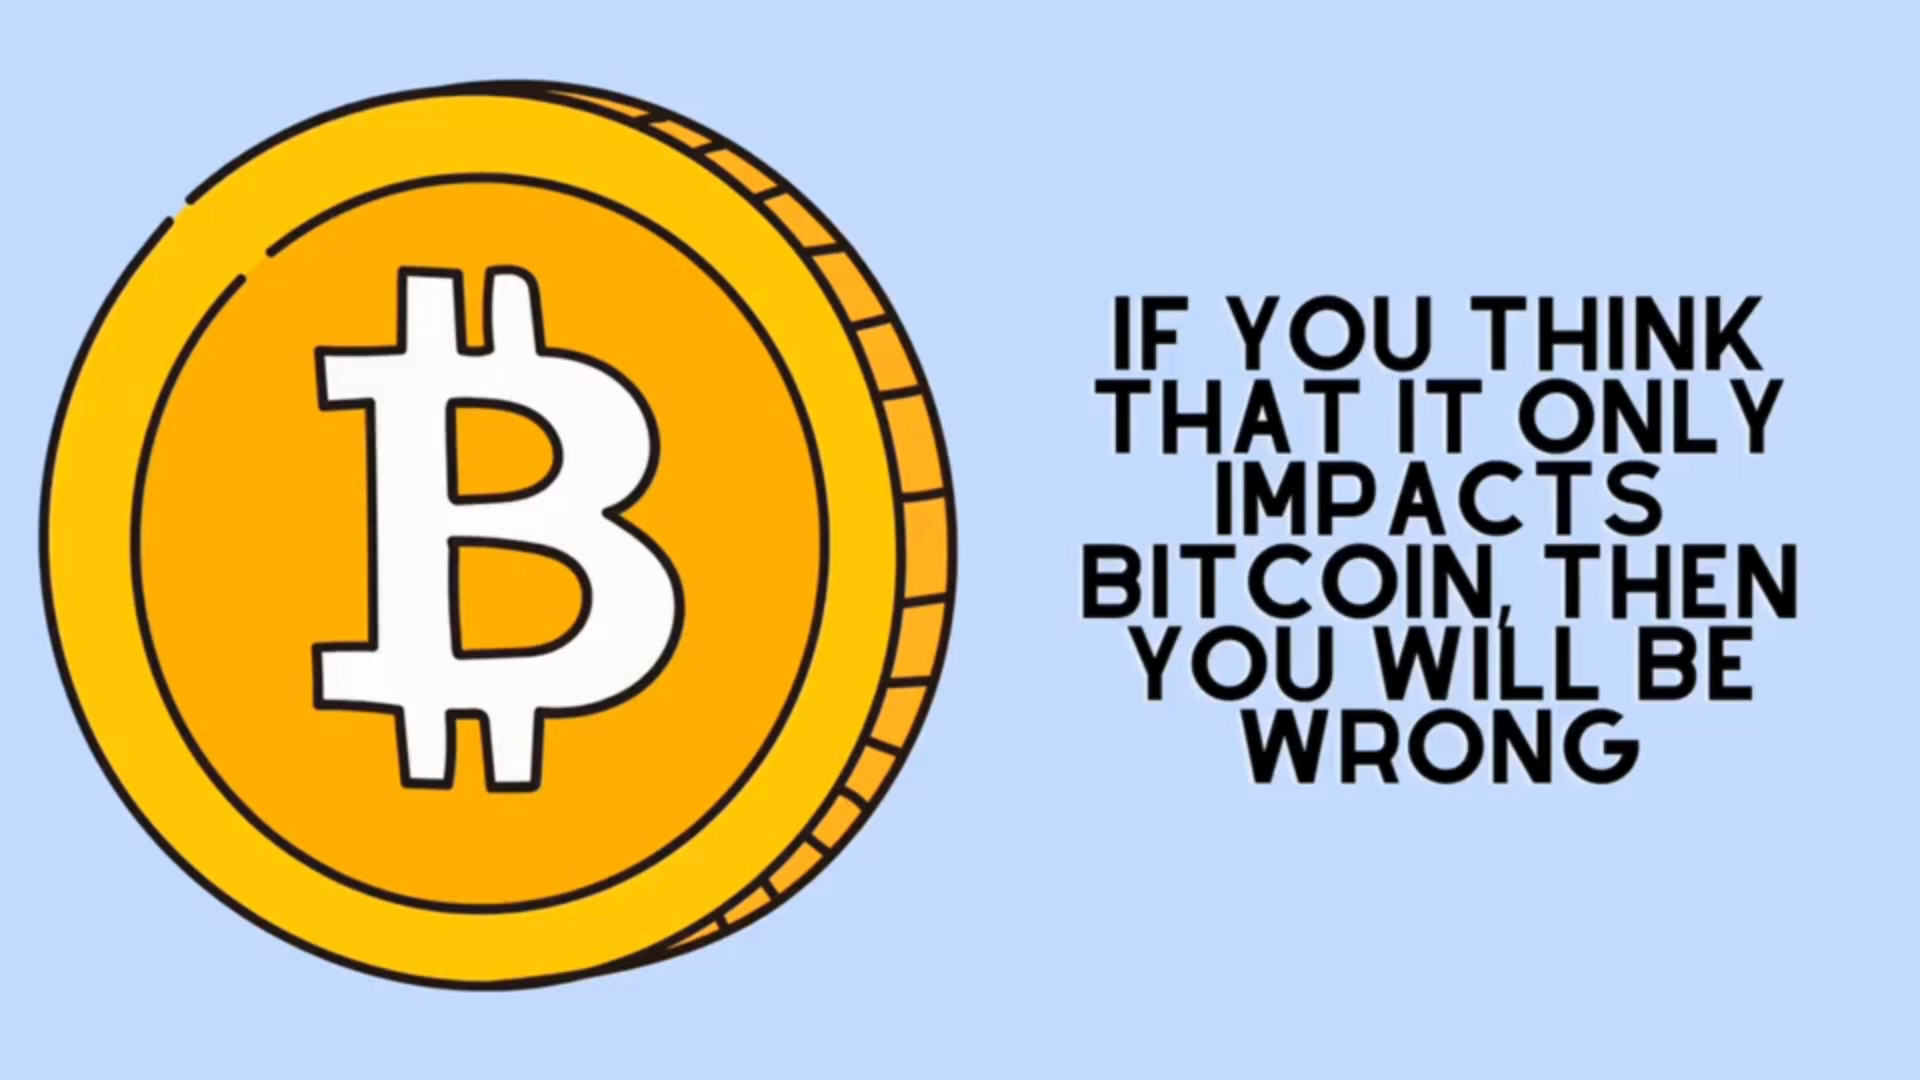 IF YOU THINK
THAT IT ONLY
IMPACTS
BITCOIN, THEN
YOU WILL BE
WRONG